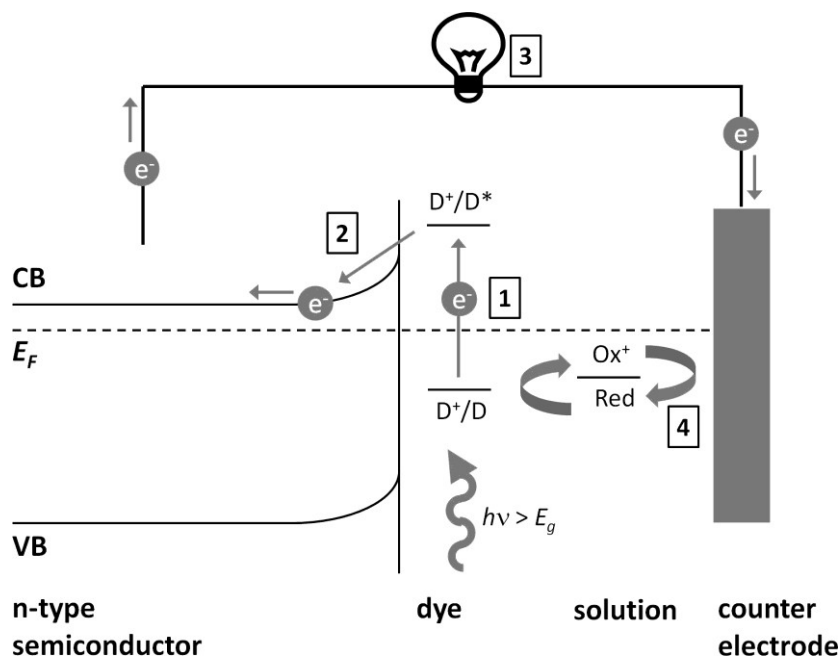 3
e⁻
e⁻
D⁺/D*
2
CB
e⁻
e⁻
1
E_F
Ox⁺
Red
D⁺/D
4
hν > E_g
VB
n-type
semiconductor
dye
solution
counter
electrode